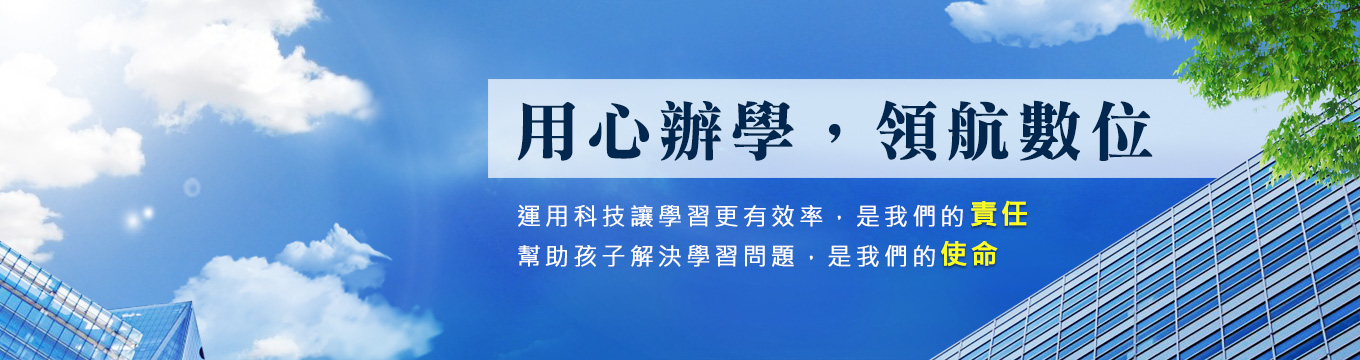 用心辦學，領航數位
運用科技讓學習更有效率，是我們的責任
幫助孩子解決學習問題，是我們的使命